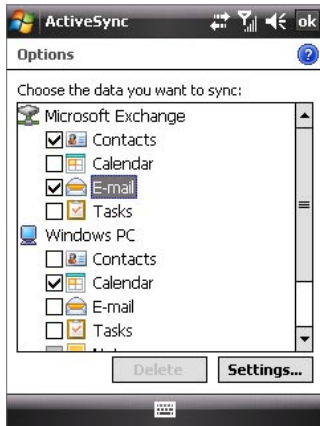 ActiveSync
ok
Options
Choose the data you want to sync:
Microsoft Exchange
Contacts
Calendar
E-mail
Tasks
Windows PC
Contacts
Calendar
E-mail
Tasks
Delete
Settings...